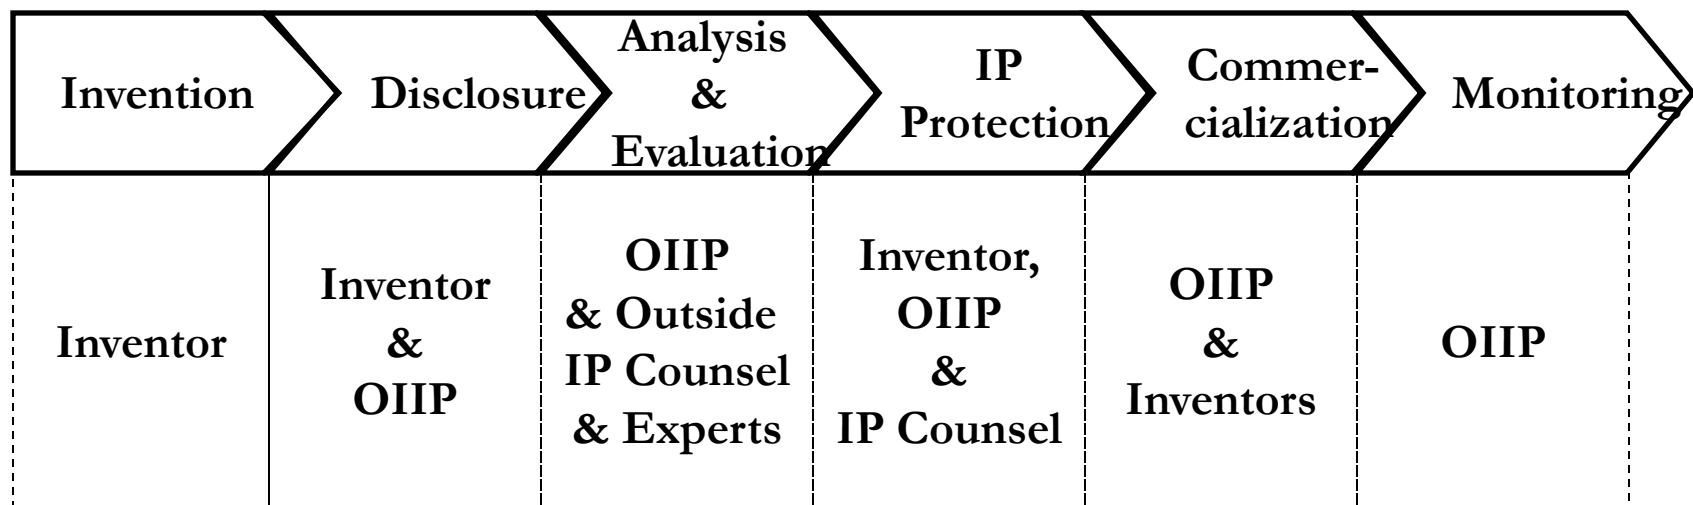 Invention
Disclosure
Analysis
&
Evaluation
IP
Protection
Commer-
cialization
Monitoring
Inventor
Inventor
&
OIIP
OIIP
& Outside
IP Counsel
& Experts
Inventor,
OIIP
&
IP Counsel
OIIP
&
Inventors
OIIP